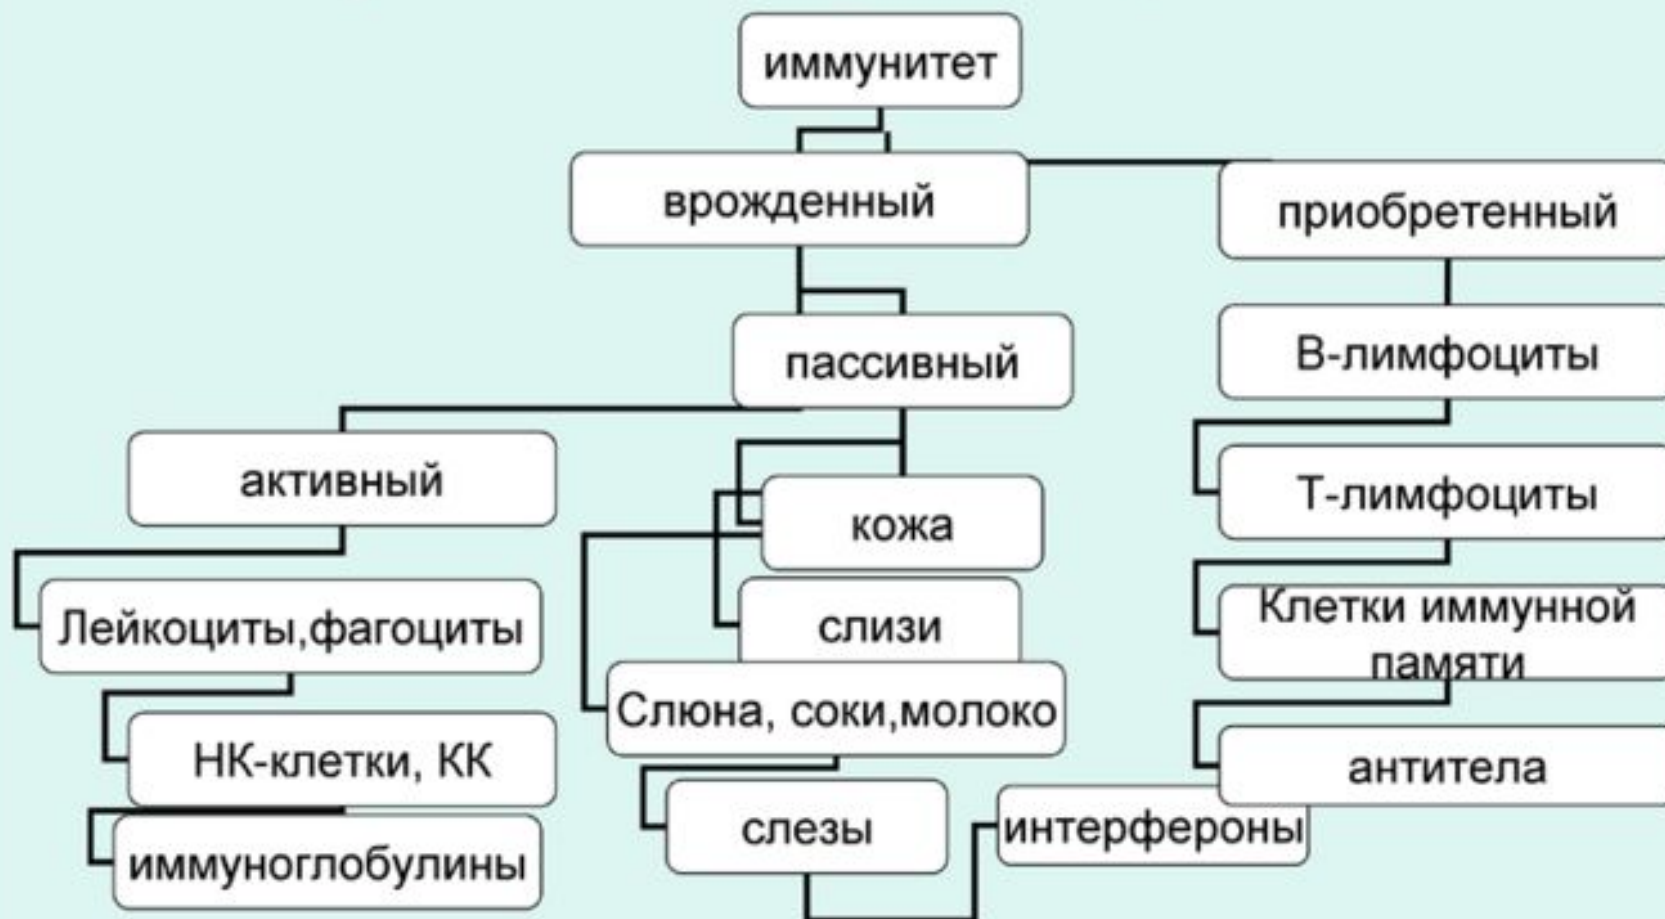 иммунитет
врожденный
приобретенный
пассивный
В-лимфоциты
активный
Т-лимфоциты
кожа
Лейкоциты,фагоциты
слизи
Клетки иммунной
памяти
Слюна, соки,молоко
НК-клетки, КК
антитела
слезы
интерфероны
иммуноглобулины